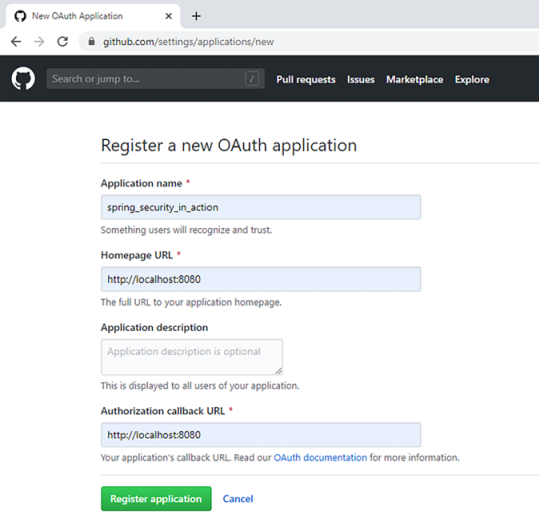 New OAuth Application
github.com/settings/applications/new
Search or jump to... / Pull requests Issues Marketplace Explore
Register a new OAuth application
Application name *
spring_security_in_action
Something users will recognize and trust.
Homepage URL *
http://localhost:8080
The full URL to your application homepage.
Application description
Application description is optional
This is displayed to all users of your application.
Authorization callback URL *
http://localhost:8080
Your application's callback URL. Read our OAuth documentation for more information.
Register application Cancel